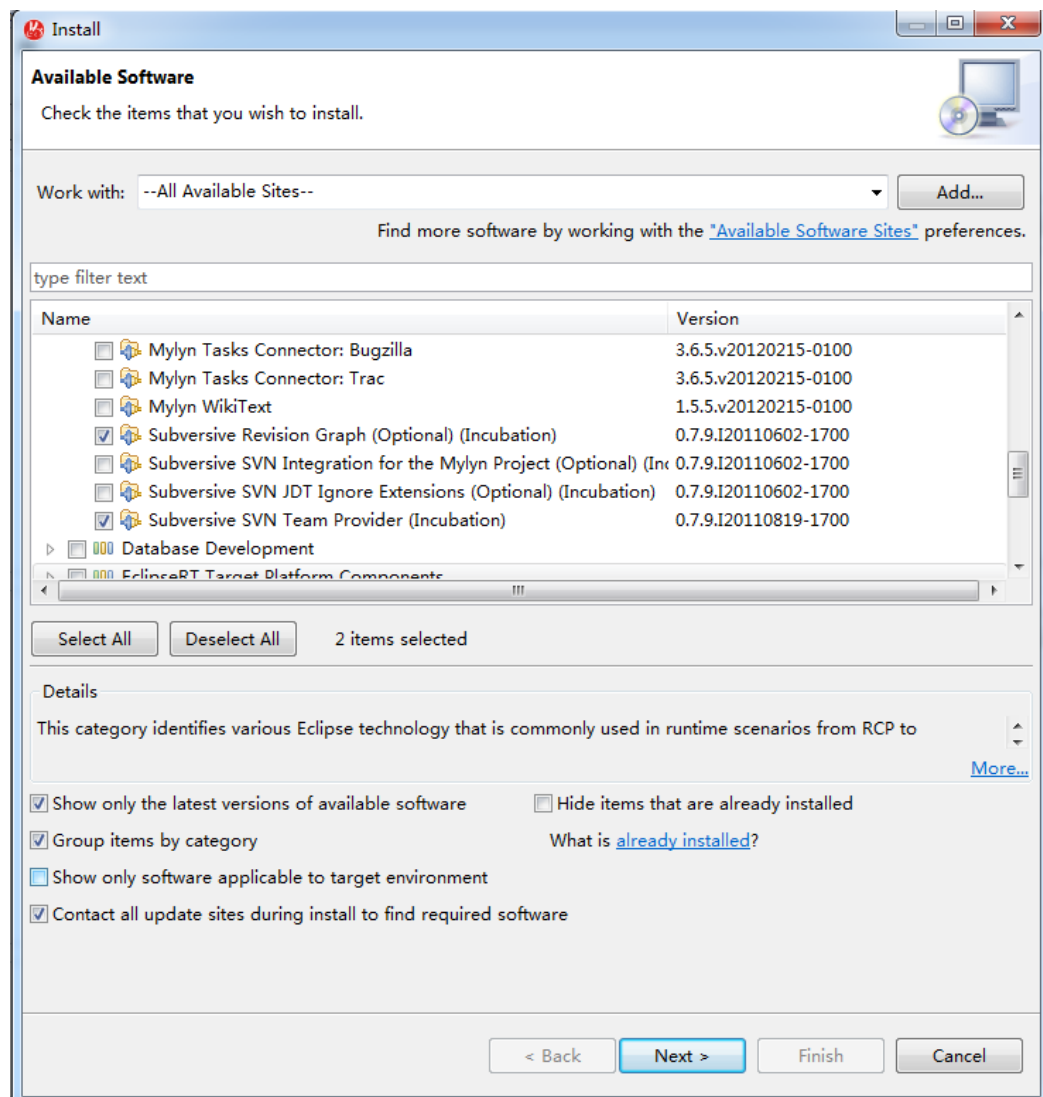 Install
Available Software
Check the items that you wish to install.
Work with: --All Available Sites-- Add...
Find more software by working with the "Available Software Sites" preferences.
type filter text
Name Version
Mylyn Tasks Connector: Bugzilla 3.6.5.v20120215-0100
Mylyn Tasks Connector: Trac 3.6.5.v20120215-0100
Mylyn WikiText 1.5.5.v20120215-0100
Subversive Revision Graph (Optional) (Incubation) 0.7.9.I20110602-1700
Subversive SVN Integration for the Mylyn Project (Optional) (Inc 0.7.9.I20110602-1700
Subversive SVN JDT Ignore Extensions (Optional) (Incubation) 0.7.9.I20110602-1700
Subversive SVN Team Provider (Incubation) 0.7.9.I20110819-1700
Database Development
EclipseRT Target Platform Components
Select All Deselect All 2 items selected
Details
This category identifies various Eclipse technology that is commonly used in runtime scenarios from RCP to
More...
Show only the latest versions of available software Hide items that are already installed
Group items by category What is already installed?
Show only software applicable to target environment
Contact all update sites during install to find required software
< Back Next > Finish Cancel